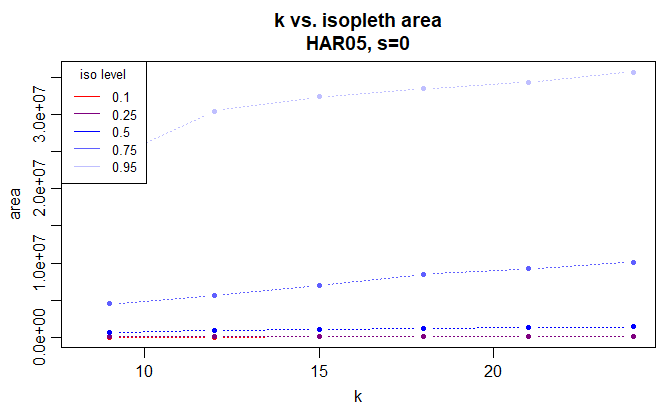 k vs. isopleth area
HAR05, s=0
iso level
0.1
0.25
0.5
0.75
0.95
area
3.0e+07
2.0e+07
1.0e+07
0.0e+00
10
15
20
k